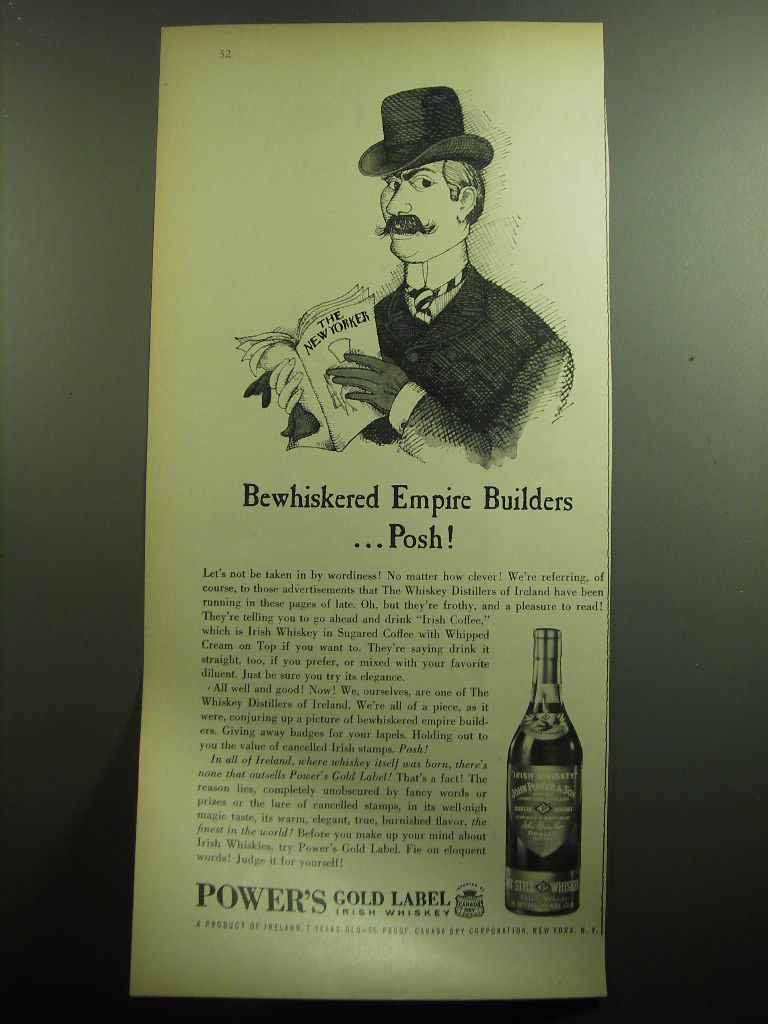 52
THE
NEW YORKER
Bewhiskered Empire Builders
...Posh!
Let's not be taken in by wordiness! No matter how clever! We're referring, of
course, to those advertisements that The Whiskey Distillers of Ireland have been
running in these pages of late. Oh, but they're frothy, and a pleasure to read!
They're telling you to go ahead and drink "Irish Coffee,"
which is Irish Whiskey in Sugared Coffee with Whipped
Cream on Top if you want to. They're saying drink it
straight, too, if you prefer, or mixed with your favorite
diluent. Just be sure you try its elegance.
All well and good! Now! We, ourselves, are one of The
Whiskey Distillers of Ireland. We're all of a piece, as it
were, conjuring up a picture of bewhiskered empire build-
ers. Giving away badges for your lapels. Holding out to
you the value of cancelled Irish stamps. Posh!
In all of Ireland, where whiskey itself was born, there's
none that outsells Power's Gold Label! That's a fact! The
reason lies, completely unobscured by fancy words or
prizes or the lure of cancelled stamps, in its well-nigh
magic taste, its warm, elegant, true, burnished flavor, the
finest in the world! Before you make up your mind about
Irish Whiskies, try Power's Gold Label. Fie on eloquent
words! Judge it for yourself!
IRISH WHISKEY
JOHN POWER & SON
DUBLIN WHISKEY
DUBLIN
POT STILL WHISKEY
POWER'S GOLD LABEL
IRISH WHISKEY
IMPORTED BY
CANADA
DRY
A PRODUCT OF IRELAND. 7 YEARS OLD—86 PROOF. CANADA DRY CORPORATION, NEW YORK, N. Y.